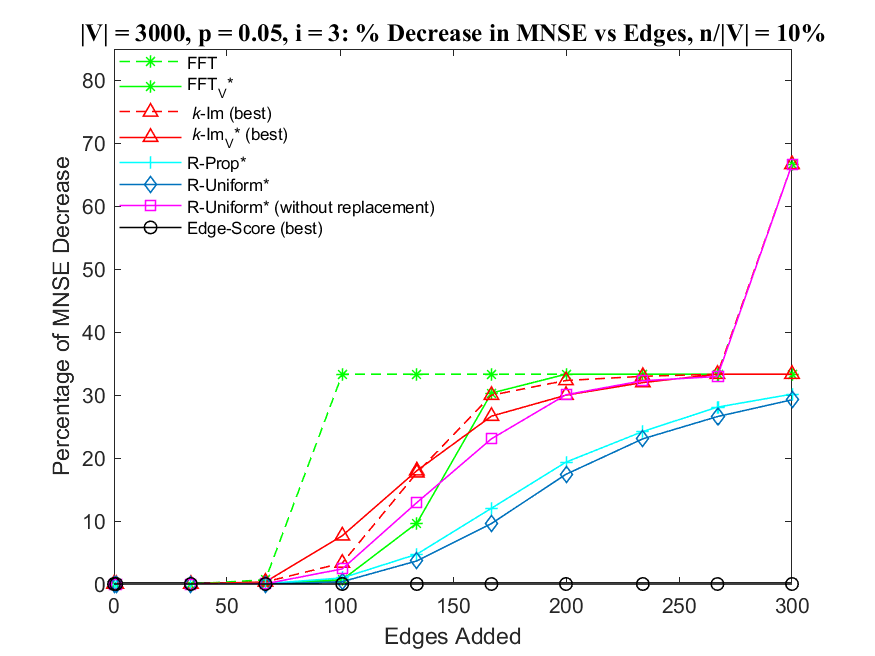 |V| = 3000, p = 0.05, i = 3: % Decrease in MNSE vs Edges, n/|V| = 10%
FFT
FFT_V*
k-Im (best)
k-Im_V* (best)
R-Prop*
R-Uniform*
R-Uniform* (without replacement)
Edge-Score (best)
Percentage of MNSE Decrease
80
70
60
50
40
30
20
10
0
0 50 100 150 200 250 300
Edges Added